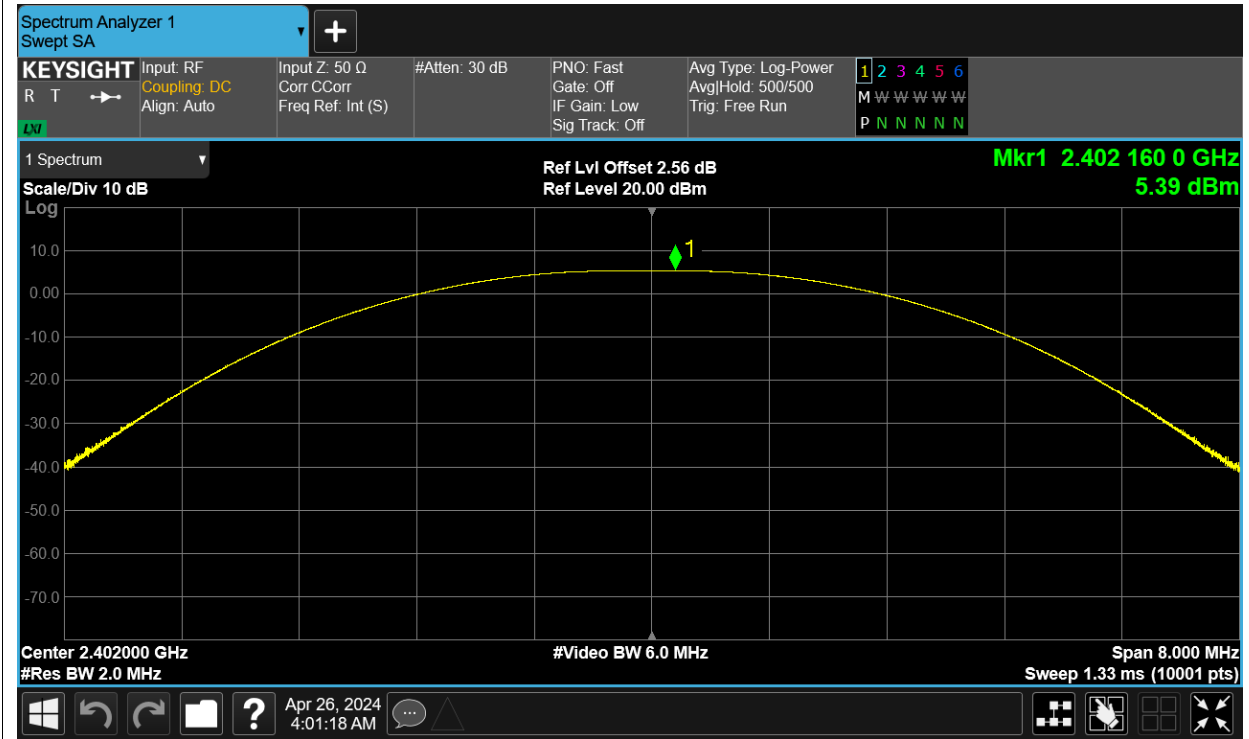 Spectrum Analyzer 1
Swept SA
KEYSIGHT
R T
LXI
Input: RF
Coupling: DC
Align: Auto
Input Z: 50 Ω
Corr CCorr
Freq Ref: Int (S)
#Atten: 30 dB
PNO: Fast
Gate: Off
IF Gain: Low
Sig Track: Off
Avg Type: Log-Power
Avg|Hold: 500/500
Trig: Free Run
1 2 3 4 5 6
M W W W W W
P N N N N N
1 Spectrum
Scale/Div 10 dB
Ref Lvl Offset 2.56 dB
Ref Level 20.00 dBm
Mkr1 2.402 160 0 GHz
5.39 dBm
Log
1
10.0
0.00
-10.0
-20.0
-30.0
-40.0
-50.0
-60.0
-70.0
Center 2.402000 GHz
#Res BW 2.0 MHz
#Video BW 6.0 MHz
Span 8.000 MHz
Sweep 1.33 ms (10001 pts)
?
Apr 26, 2024
4:01:18 AM